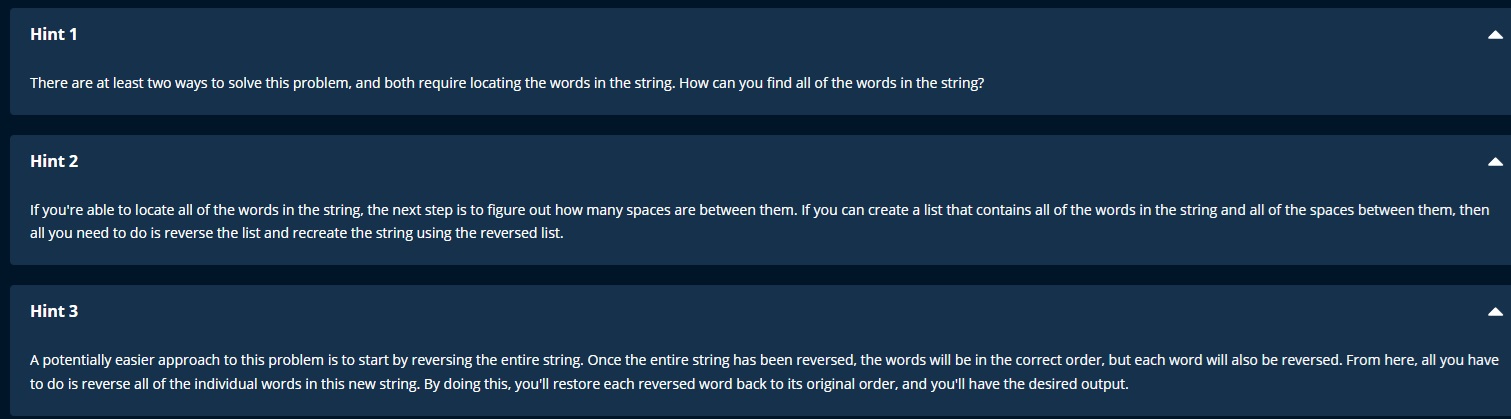 Hint 1
There are at least two ways to solve this problem, and both require locating the words in the string. How can you find all of the words in the string?
Hint 2
If you're able to locate all of the words in the string, the next step is to figure out how many spaces are between them. If you can create a list that contains all of the words in the string and all of the spaces between them, then
all you need to do is reverse the list and recreate the string using the reversed list.
Hint 3
A potentially easier approach to this problem is to start by reversing the entire string. Once the entire string has been reversed, the words will be in the correct order, but each word will also be reversed. From here, all you have
to do is reverse all of the individual words in this new string. By doing this, you'll restore each reversed word back to its original order, and you'll have the desired output.